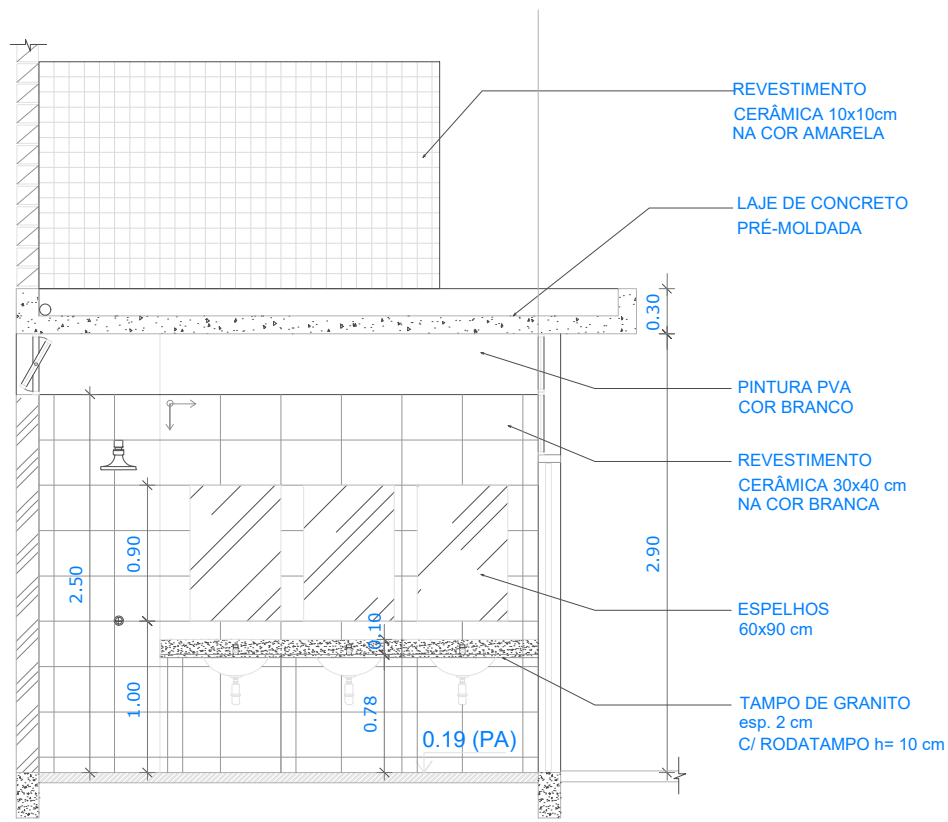 REVESTIMENTO
CERÂMICA 10x10cm
NA COR AMARELA
LAJE DE CONCRETO
PRÉ-MOLDADA
0.30
PINTURA PVA
COR BRANCO
REVESTIMENTO
CERÂMICA 30x40 cm
NA COR BRANCA
0.90
2.50
2.90
ESPELHOS
60x90 cm
0.10
1.00
0.78
TAMPO DE GRANITO
esp. 2 cm
C/ RODATAMPO h= 10 cm
0.19 (PA)